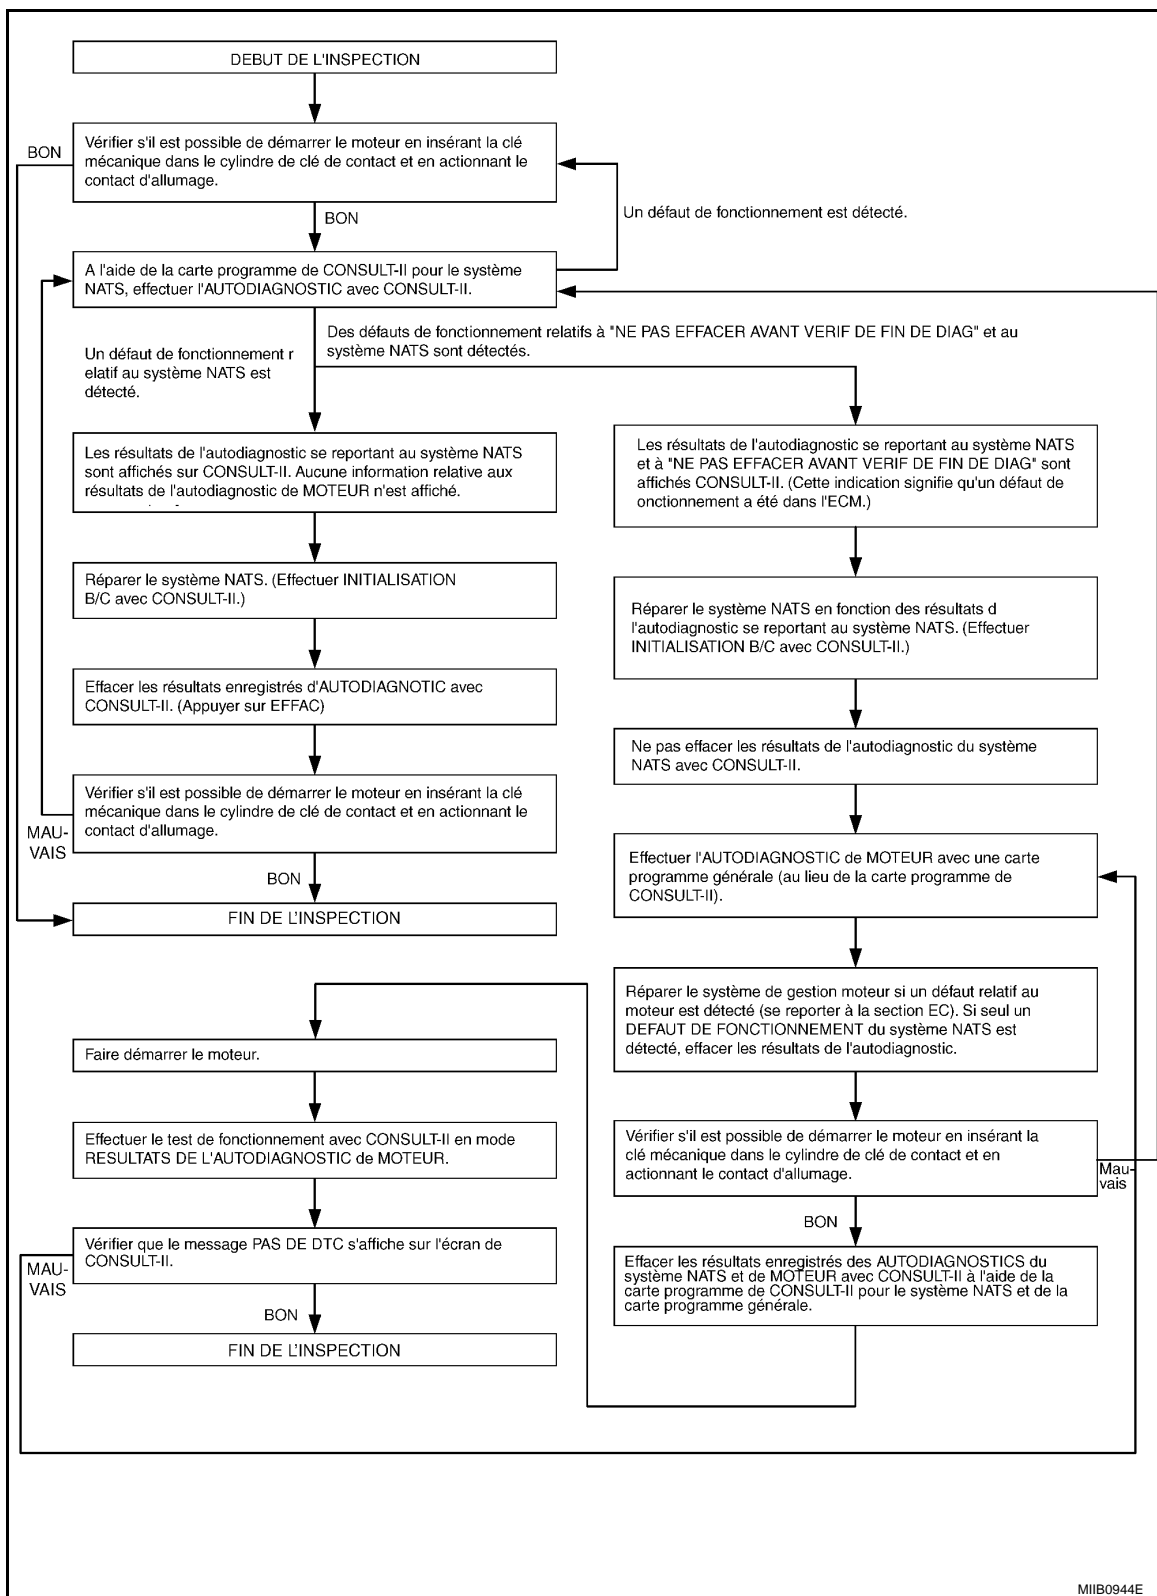 DEBUT DE L'INSPECTION
Vérifier s'il est possible de démarrer le moteur en insérant la clé
mécanique dans le cylindre de clé de contact et en actionnant le
contact d'allumage.
BON
BON
Un défaut de fonctionnement est détecté.
A l'aide de la carte programme de CONSULT-II pour le système
NATS, effectuer l'AUTODIAGNOSTIC avec CONSULT-II.
Des défauts de fonctionnement relatifs à "NE PAS EFFACER AVANT VERIF DE FIN DE DIAG" et au
système NATS sont détectés.
Un défaut de fonctionnement r
elatif au système NATS est
détecté.
Les résultats de l'autodiagnostic se reportant au système NATS
sont affichés sur CONSULT-II. Aucune information relative aux
résultats de l'autodiagnostic de MOTEUR n'est affiché.
Réparer le système NATS. (Effectuer INITIALISATION
B/C avec CONSULT-II.)
Effacer les résultats enregistrés d'AUTODIAGNOTIC avec
CONSULT-II. (Appuyer sur EFFAC)
Vérifier s'il est possible de démarrer le moteur en insérant la clé
mécanique dans le cylindre de clé de contact et en actionnant le
contact d'allumage.
MAU-
VAIS
BON
FIN DE L'INSPECTION
Les résultats de l'autodiagnostic se reportant au système NATS
et à "NE PAS EFFACER AVANT VERIF DE FIN DE DIAG" sont
affichés CONSULT-II. (Cette indication signifie qu'un défaut de
onctionnement a été dans l'ECM.)
Réparer le système NATS en fonction des résultats d
l'autodiagnostic se reportant au système NATS. (Effectuer
INITIALISATION B/C avec CONSULT-II.)
Ne pas effacer les résultats de l'autodiagnostic du système
NATS avec CONSULT-II.
Effectuer l'AUTODIAGNOSTIC de MOTEUR avec une carte
programme générale (au lieu de la carte programme de
CONSULT-II).
Réparer le système de gestion moteur si un défaut relatif au
moteur est détecté (se reporter à la section EC). Si seul un
DEFAUT DE FONCTIONNEMENT du système NATS est
détecté, effacer les résultats de l'autodiagnostic.
Vérifier s'il est possible de démarrer le moteur en insérant la
clé mécanique dans le cylindre de clé de contact et en
actionnant le contact d'allumage.
Mau-
vais
BON
Effacer les résultats enregistrés des AUTODIAGNOSTICS du
système NATS et de MOTEUR avec CONSULT-II à l'aide de la
carte programme de CONSULT-II pour le système NATS et de la
carte programme générale.
Faire démarrer le moteur.
Effectuer le test de fonctionnement avec CONSULT-II en mode
RESULTATS DE L'AUTODIAGNOSTIC de MOTEUR.
Vérifier que le message PAS DE DTC s'affiche sur l'écran de
CONSULT-II.
MAU-
VAIS
BON
FIN DE L'INSPECTION
MIIB0944E